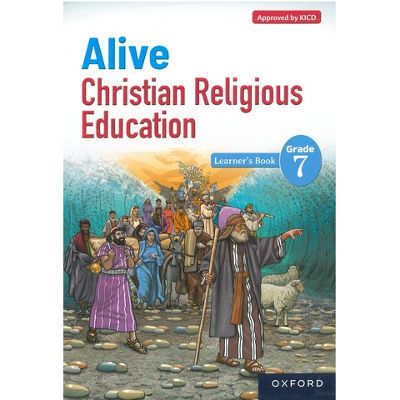 Approved by KICD
Alive
Christian Religious
Education
Learner's Book
Grade
7
OXFORD